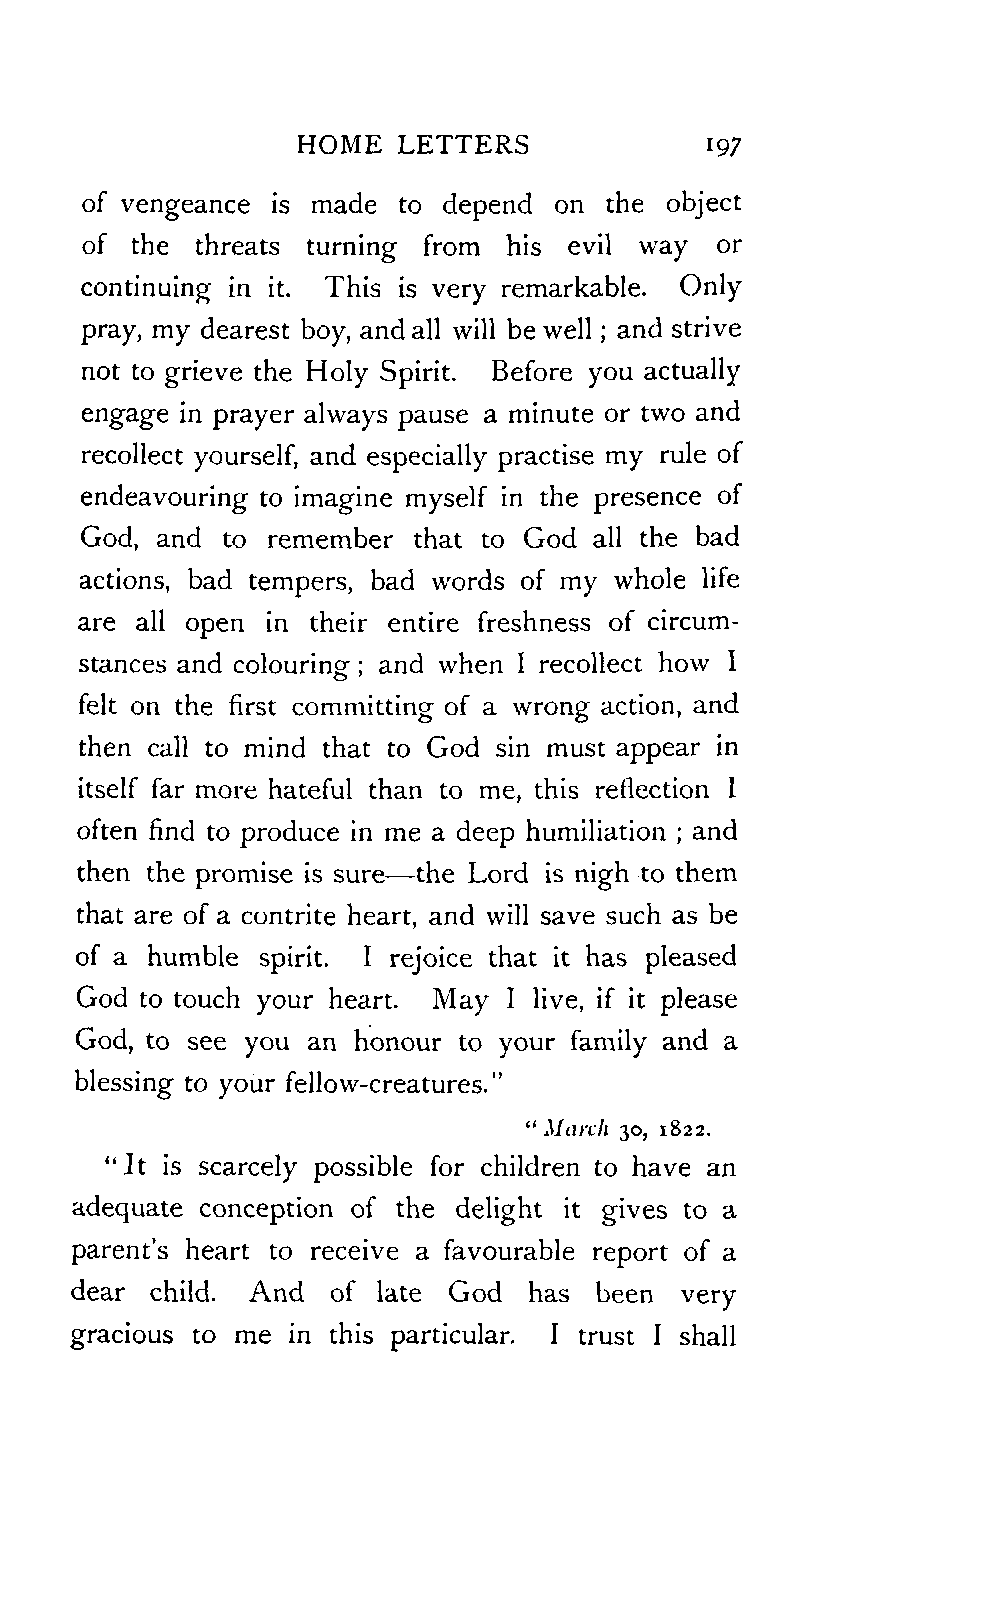 HOME LETTERS 197
of vengeance is made to depend on the object
of the threats turning from his evil way or
continuing in it. This is very remarkable. Only
pray, my dearest boy, and all will be well ; and strive
not to grieve the Holy Spirit. Before you actually
engage in prayer always pause a minute or two and
recollect yourself, and especially practise my rule of
endeavouring to imagine myself in the presence of
God, and to remember that to God all the bad
actions, bad tempers, bad words of my whole life
are all open in their entire freshness of circum-
stances and colouring ; and when I recollect how I
felt on the first committing of a wrong action, and
then call to mind that to God sin must appear in
itself far more hateful than to me, this reflection I
often find to produce in me a deep humiliation ; and
then the promise is sure—the Lord is nigh to them
that are of a contrite heart, and will save such as be
of a humble spirit. I rejoice that it has pleased
God to touch your heart. May I live, if it please
God, to see you an honour to your family and a
blessing to your fellow-creatures."
"March 30, 1822.
"It is scarcely possible for children to have an
adequate conception of the delight it gives to a
parent's heart to receive a favourable report of a
dear child. And of late God has been very
gracious to me in this particular. I trust I shall